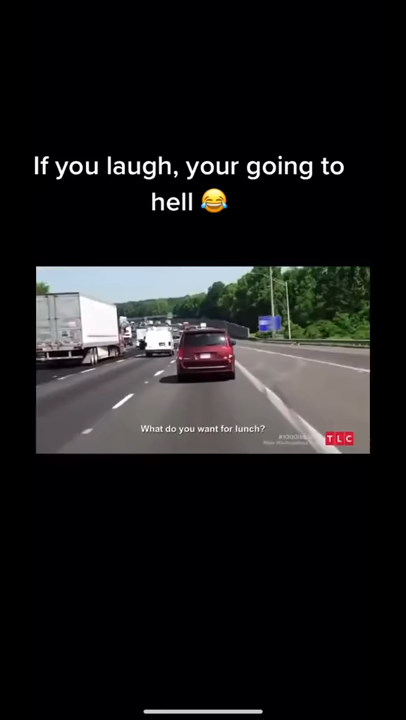 If you laugh, your going to
hell 😂
What do you want for lunch?
TLC